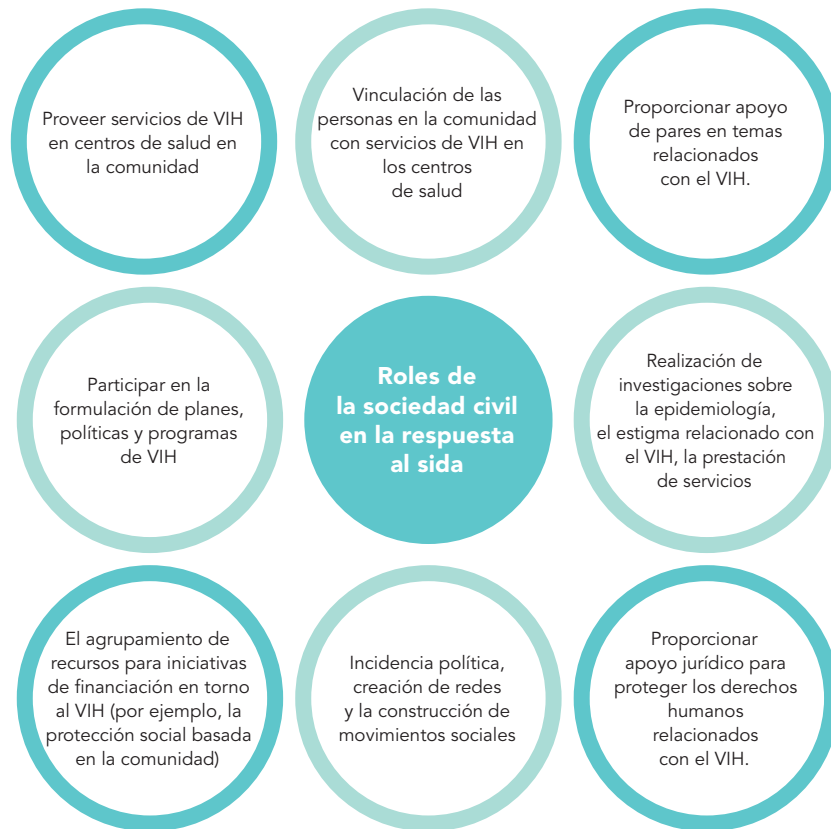 Proveer servicios de VIH
en centros de salud en
la comunidad
Vinculación de las
personas en la comunidad
con servicios de VIH en
los centros
de salud
Proporcionar apoyo
de pares en temas
relacionados
con el VIH.
Participar en la
formulación de planes,
políticas y programas
de VIH
Roles de
la sociedad civil
en la respuesta
al sida
Realización de
investigaciones sobre
la epidemiología,
el estigma relacionado con
el VIH, la prestación
de servicios
El agrupamiento de
recursos para iniciativas
de financiación en torno
al VIH (por ejemplo, la
protección social basada
en la comunidad)
Incidencia política,
creación de redes
y la construcción de
movimientos sociales
Proporcionar
apoyo jurídico para
proteger los derechos
humanos
relacionados
con el VIH.